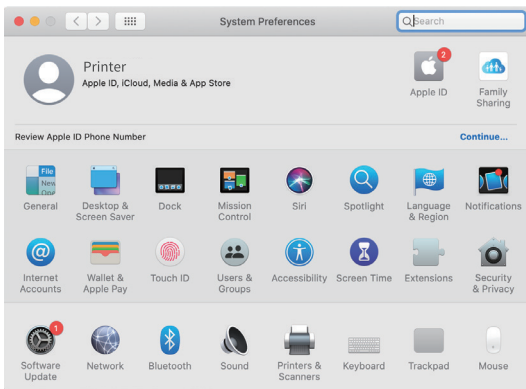 System Preferences
Search
Printer
Apple ID, iCloud, Media & App Store
2
Apple ID
Family
Sharing
Review Apple ID Phone Number
Continue...
File
New
One
General
Desktop &
Screen Saver
Dock
Mission
Control
Siri
Spotlight
Language
& Region
Notifications
Internet
Accounts
Wallet &
Apple Pay
Touch ID
Users &
Groups
Accessibility
Screen Time
Extensions
Security
& Privacy
1
Software
Update
Network
Bluetooth
Sound
Printers &
Scanners
Keyboard
Trackpad
Mouse